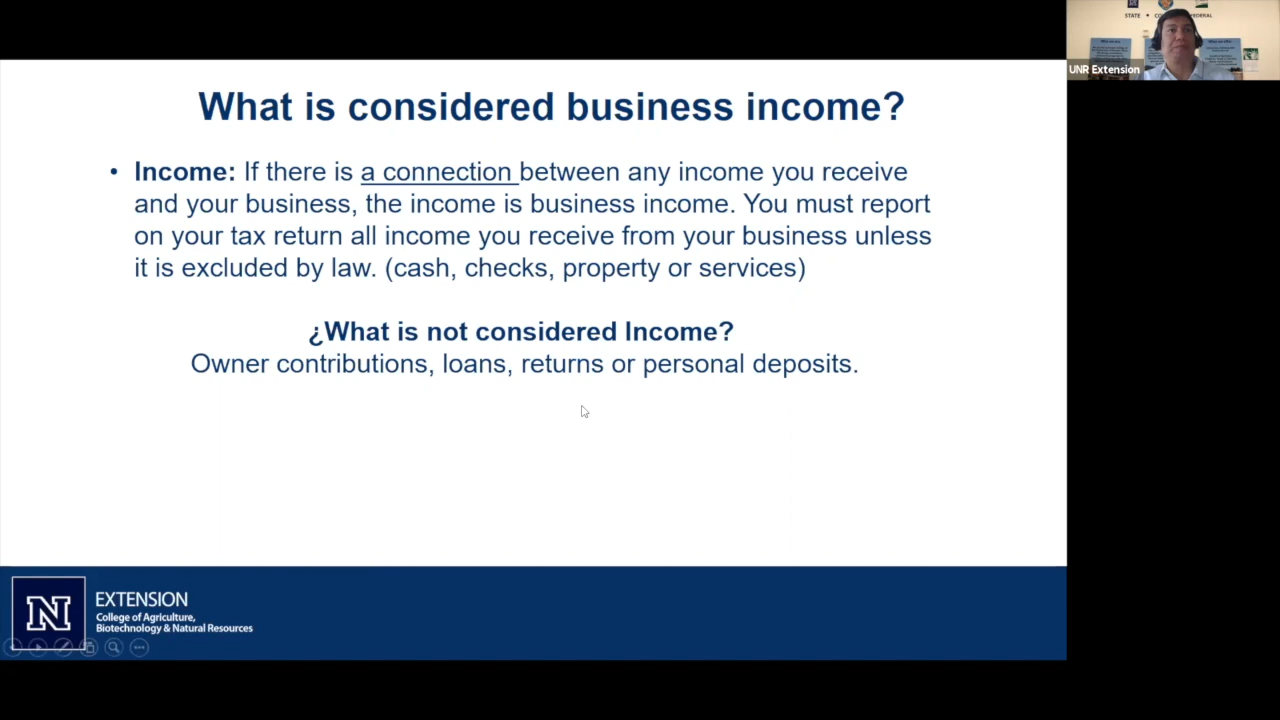 What is considered business income?
• Income: If there is a connection between any income you receive
and your business, the income is business income. You must report
on your tax return all income you receive from your business unless
it is excluded by law. (cash, checks, property or services)
¿What is not considered Income?
Owner contributions, loans, returns or personal deposits.
N
EXTENSION
College of Agriculture,
Biotechnology & Natural Resources
STATE
UNR Extension